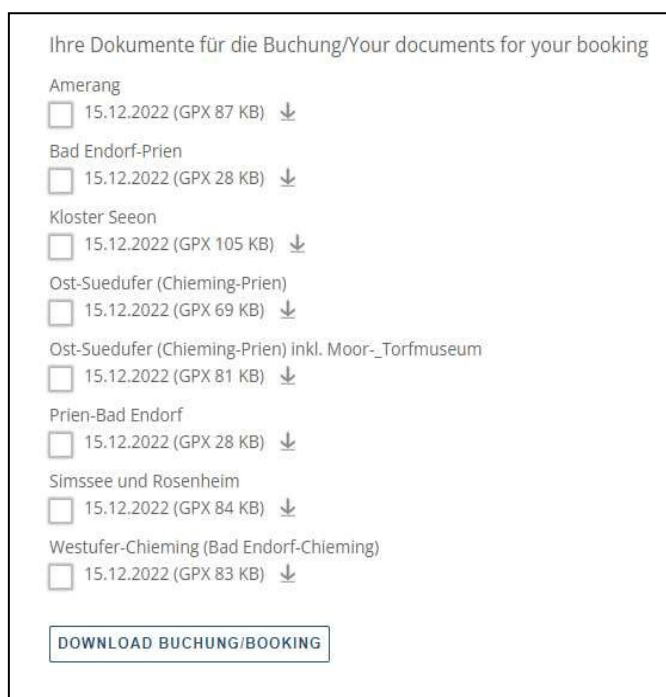 Ihre Dokumente für die Buchung/Your documents for your booking
Amerang
15.12.2022 (GPX 87 KB)
Bad Endorf-Prien
15.12.2022 (GPX 28 KB)
Kloster Seeon
15.12.2022 (GPX 105 KB)
Ost-Suedufer (Chieming-Prien)
15.12.2022 (GPX 69 KB)
Ost-Suedufer (Chieming-Prien) inkl. Moor-_Torfmuseum
15.12.2022 (GPX 81 KB)
Prien-Bad Endorf
15.12.2022 (GPX 28 KB)
Simssee und Rosenheim
15.12.2022 (GPX 84 KB)
Westufer-Chieming (Bad Endorf-Chieming)
15.12.2022 (GPX 83 KB)
DOWNLOAD BUCHUNG/BOOKING